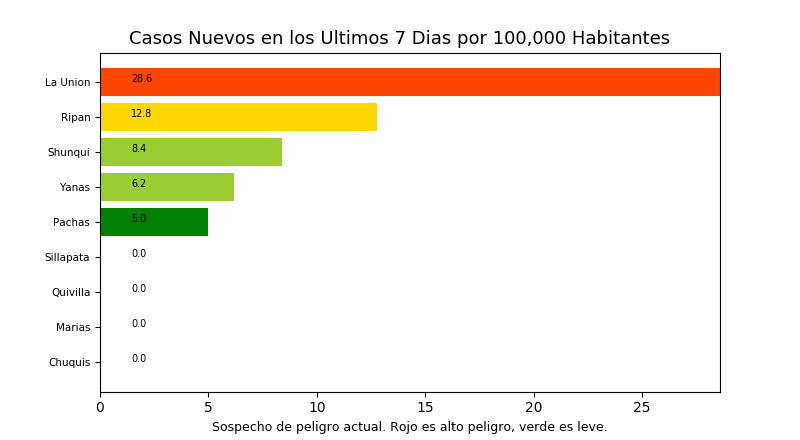 Casos Nuevos en los Ultimos 7 Dias por 100,000 Habitantes
La Union 28.6
Ripan 12.8
Shunqui 8.4
Yanas 6.2
Pachas 5.0
Sillapata 0.0
Quivilla 0.0
Marias 0.0
Chuquis 0.0
0 5 10 15 20 25
Sospecho de peligro actual. Rojo es alto peligro, verde es leve.